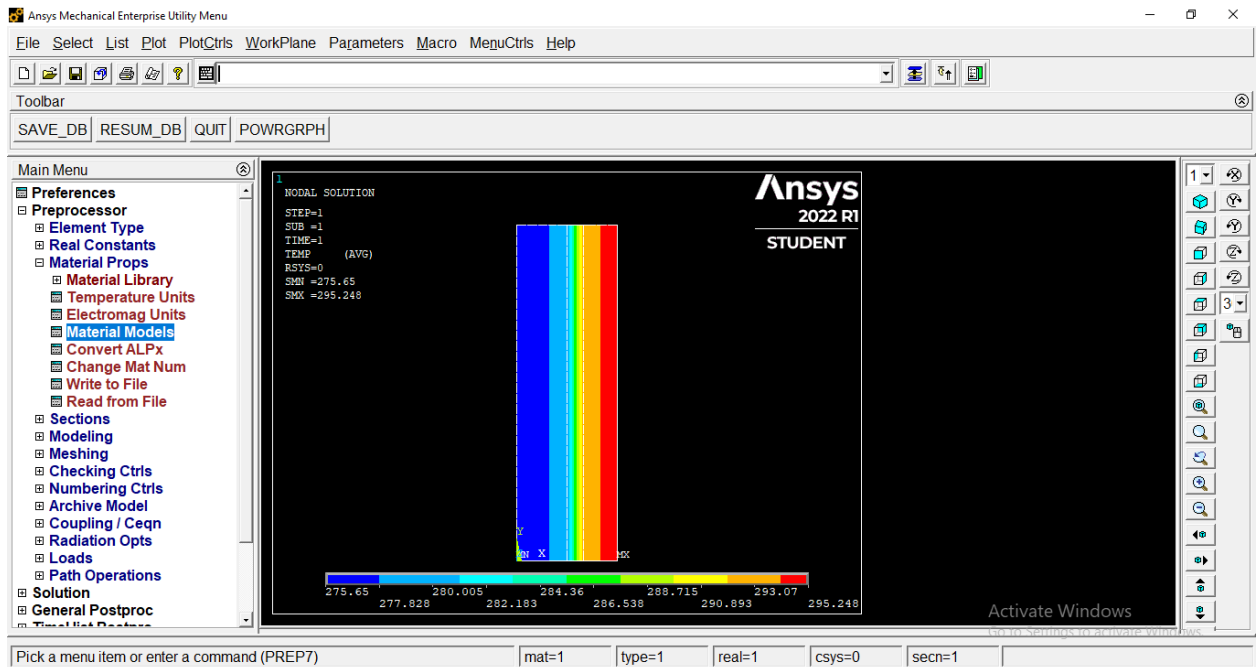 Ansys Mechanical Enterprise Utility Menu
File Select List Plot PlotCtrls WorkPlane Parameters Macro MenuCtrls Help
Toolbar
SAVE_DB RESUM_DB QUIT POWRGRPH
Main Menu
Preferences
Preprocessor
Element Type
Real Constants
Material Props
Material Library
Temperature Units
Electromag Units
Material Models
Convert ALPx
Change Mat Num
Write to File
Read from File
Sections
Modeling
Meshing
Checking Ctrls
Numbering Ctrls
Archive Model
Coupling / Ceqn
Radiation Opts
Loads
Path Operations
Solution
General Postproc
1
NODAL SOLUTION
STEP=1
SUB =1
TIME=1
TEMP (AVG)
RSYS=0
SMN =275.65
SMX =295.248
Ansys
2022 R1
STUDENT
Y
MN X MX
275.65 280.005 284.36 288.715 293.07
277.828 282.183 286.538 290.893 295.248
1
3
Activate Windows
Go to Settings to activate Windows.
Pick a menu item or enter a command (PREP7) mat=1 type=1 real=1 csys=0 secn=1